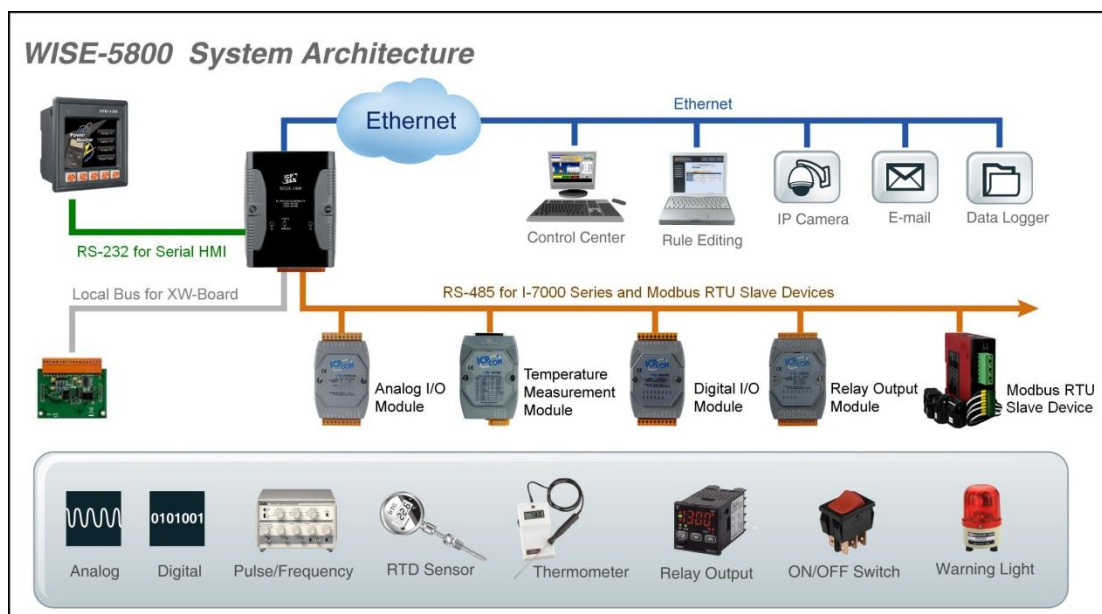 WISE-5800 System Architecture
Ethernet
Ethernet
Control Center
Rule Editing
IP Camera
E-mail
Data Logger
RS-232 for Serial HMI
Local Bus for XW-Board
RS-485 for I-7000 Series and Modbus RTU Slave Devices
Analog I/O
Module
Temperature
Measurement
Module
Digital I/O
Module
Relay Output
Module
Modbus RTU
Slave Device
0101001
Analog
Digital
Pulse/Frequency
RTD Sensor
Thermometer
Relay Output
ON/OFF Switch
Warning Light